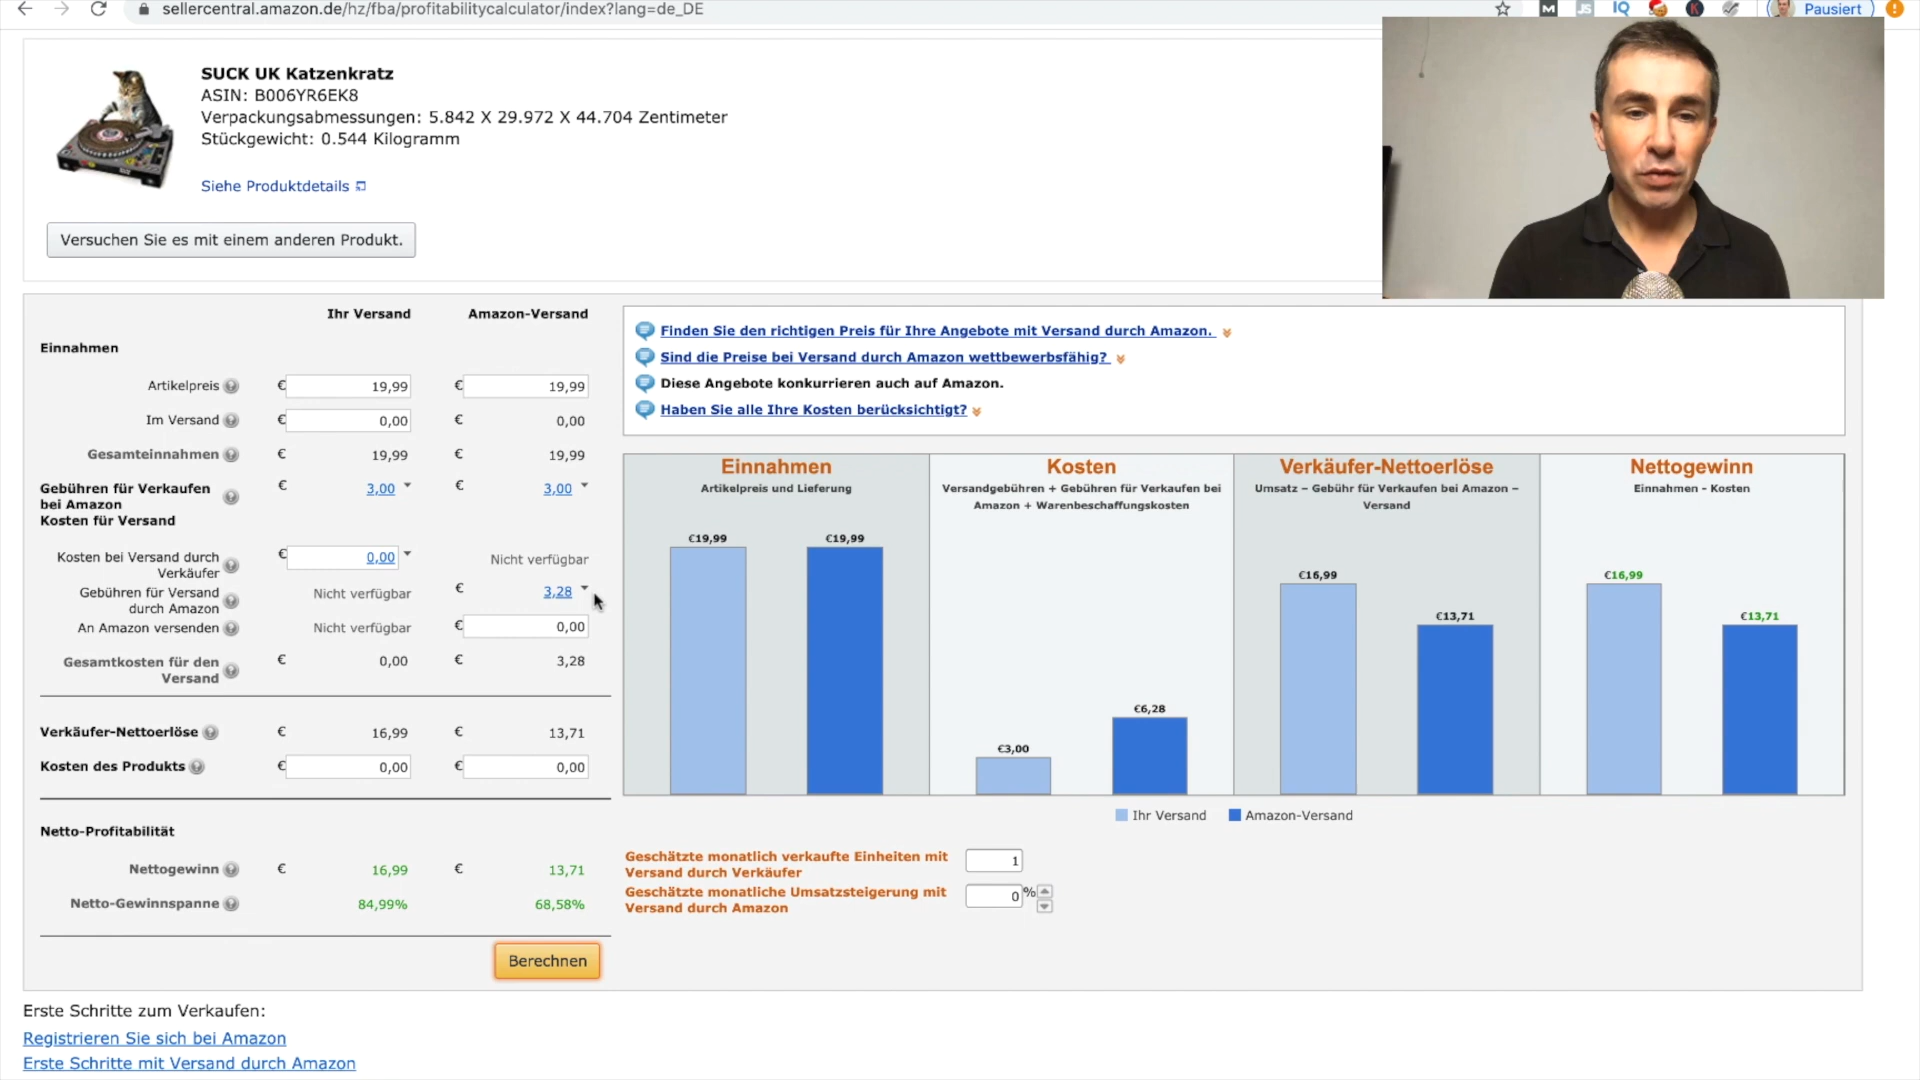 sellercentral.amazon.de/hz/fba/profitabilitycalculator/index?lang=de_DE
M JS IQ K Pausiert
SUCK UK Katzenkratz
ASIN: B006YR6EK8
Verpackungsabmessungen: 5.842 X 29.972 X 44.704 Zentimeter
Stückgewicht: 0.544 Kilogramm
Siehe Produktdetails
Versuchen Sie es mit einem anderen Produkt.
Ihr Versand Amazon-Versand
Einnahmen
Artikelpreis € 19,99 € 19,99
Im Versand € 0,00 € 0,00
Gesamteinnahmen € 19,99 € 19,99
Gebühren für Verkaufen
bei Amazon € 3,00 € 3,00
Kosten für Versand
Kosten bei Versand durch
Verkäufer € 0,00 Nicht verfügbar
Gebühren für Versand
durch Amazon Nicht verfügbar € 3,28
An Amazon versenden Nicht verfügbar € 0,00
Gesamtkosten für den
Versand € 0,00 € 3,28
Verkäufer-Nettoerlöse € 16,99 € 13,71
Kosten des Produkts € 0,00 € 0,00
Netto-Profitabilität
Nettogewinn € 16,99 € 13,71
Netto-Gewinnspanne 84,99% 68,58%
Berechnen
Finden Sie den richtigen Preis für Ihre Angebote mit Versand durch Amazon.
Sind die Preise bei Versand durch Amazon wettbewerbsfähig?
Diese Angebote konkurrieren auch auf Amazon.
Haben Sie alle Ihre Kosten berücksichtigt?
Einnahmen
Artikelpreis und Lieferung
€19,99 €19,99
Kosten
Versandgebühren + Gebühren für Verkaufen bei
Amazon + Warenbeschaffungskosten
€3,00 €6,28
Verkäufer-Nettoerlöse
Umsatz – Gebühr für Verkaufen bei Amazon –
Versand
€16,99 €13,71
Nettogewinn
Einnahmen - Kosten
€16,99 €13,71
Ihr Versand Amazon-Versand
Geschätzte monatlich verkaufte Einheiten mit
Versand durch Verkäufer 1
Geschätzte monatliche Umsatzsteigerung mit
Versand durch Amazon 0 %
Erste Schritte zum Verkaufen:
Registrieren Sie sich bei Amazon
Erste Schritte mit Versand durch Amazon